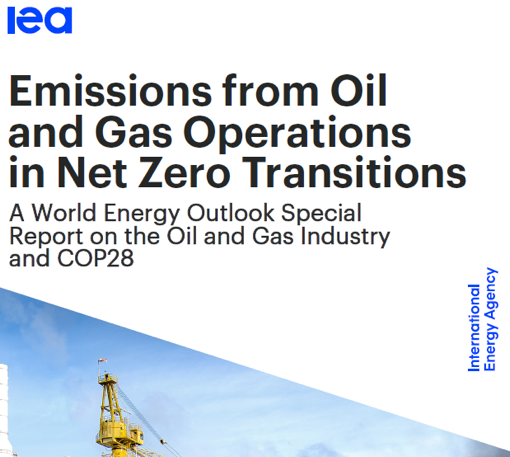 iea
Emissions from Oil
and Gas Operations
in Net Zero Transitions
A World Energy Outlook Special
Report on the Oil and Gas Industry
and COP28
International
Energy Agency